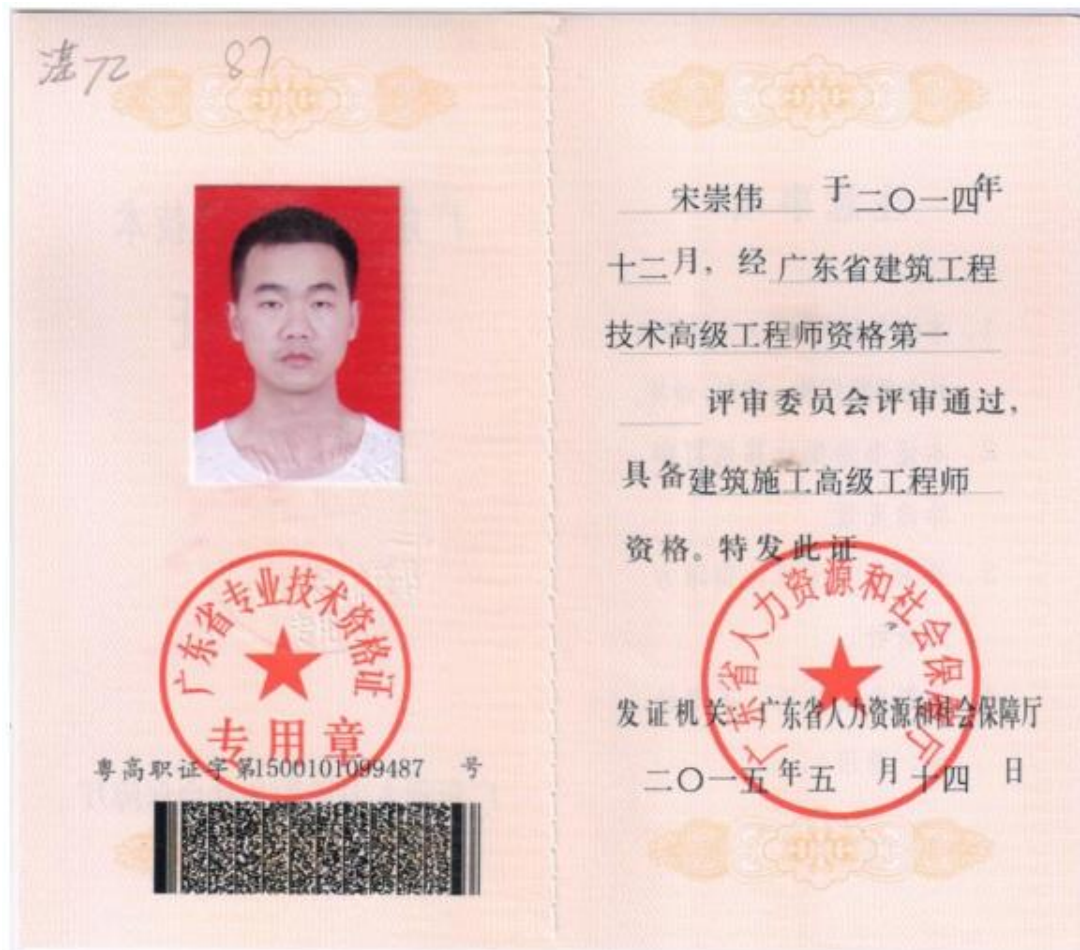 湛72 87
广东省专业技术资格证
专用章
粤高职证字第1500101099487 号
宋崇伟 于二〇一四年
十二月，经广东省建筑工程
技术高级工程师资格第一
评审委员会评审通过，
具备建筑施工高级工程师
资格。特发此证
广东省人力资源和社会保障厅
发证机关 广东省人力资源和社会保障厅
二〇一五年五 月十四 日